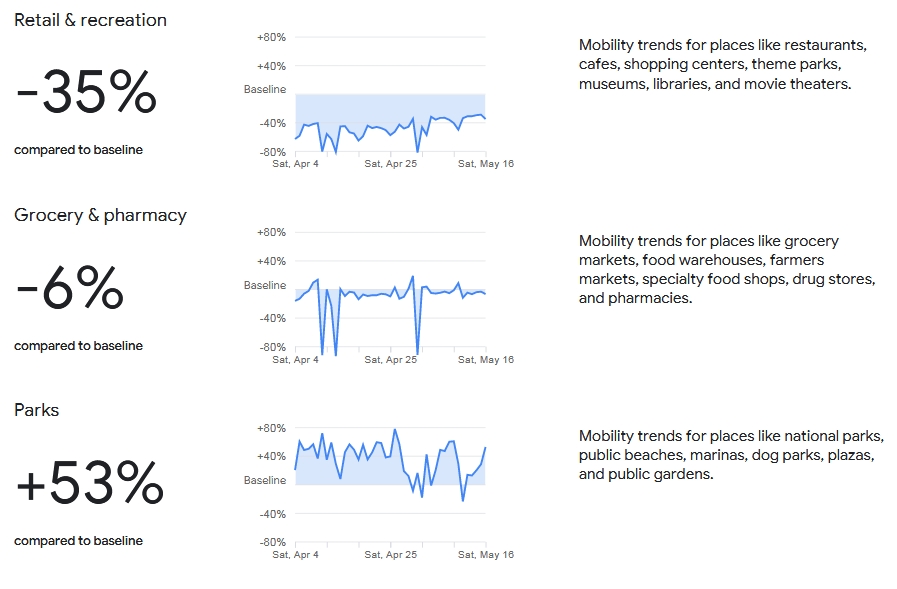 Retail & recreation
-35%
compared to baseline
+80%
+40%
Baseline
-40%
-80%
Sat, Apr 4
Sat, Apr 25
Sat, May 16
Mobility trends for places like restaurants,
cafes, shopping centers, theme parks,
museums, libraries, and movie theaters.
Grocery & pharmacy
-6%
compared to baseline
+80%
+40%
Baseline
-40%
-80%
Sat, Apr 4
Sat, Apr 25
Sat, May 16
Mobility trends for places like grocery
markets, food warehouses, farmers
markets, specialty food shops, drug stores,
and pharmacies.
Parks
+53%
compared to baseline
+80%
+40%
Baseline
-40%
-80%
Sat, Apr 4
Sat, Apr 25
Sat, May 16
Mobility trends for places like national parks,
public beaches, marinas, dog parks, plazas,
and public gardens.